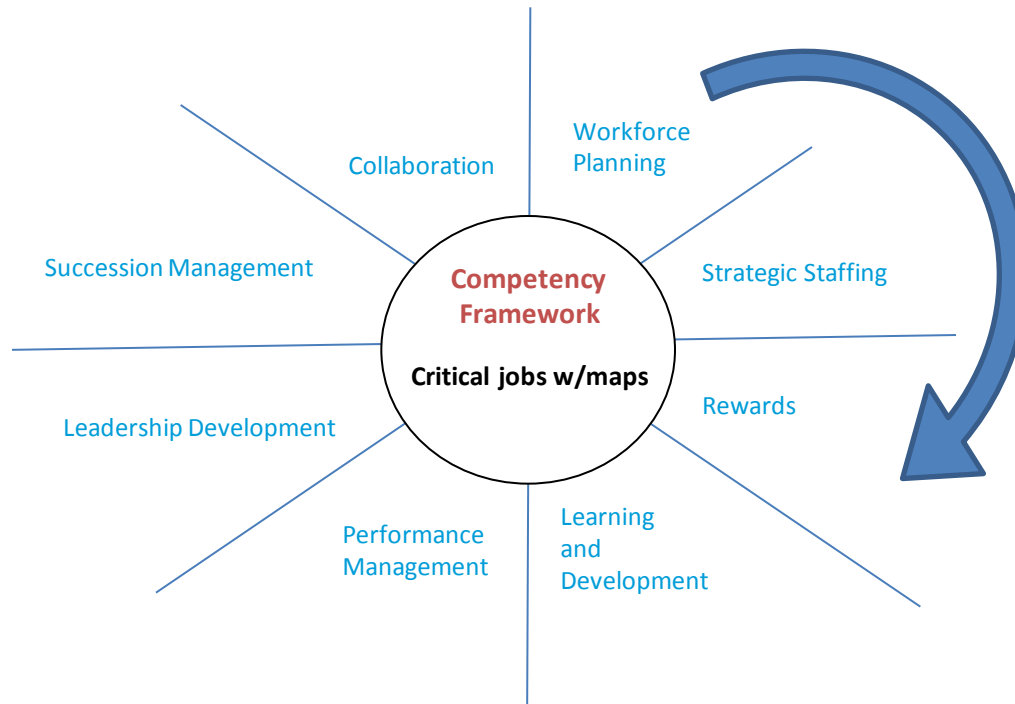 Workforce
Planning
Collaboration
Strategic Staffing
Succession Management
Competency
Framework
Critical jobs w/maps
Rewards
Leadership Development
Learning
and
Development
Performance
Management